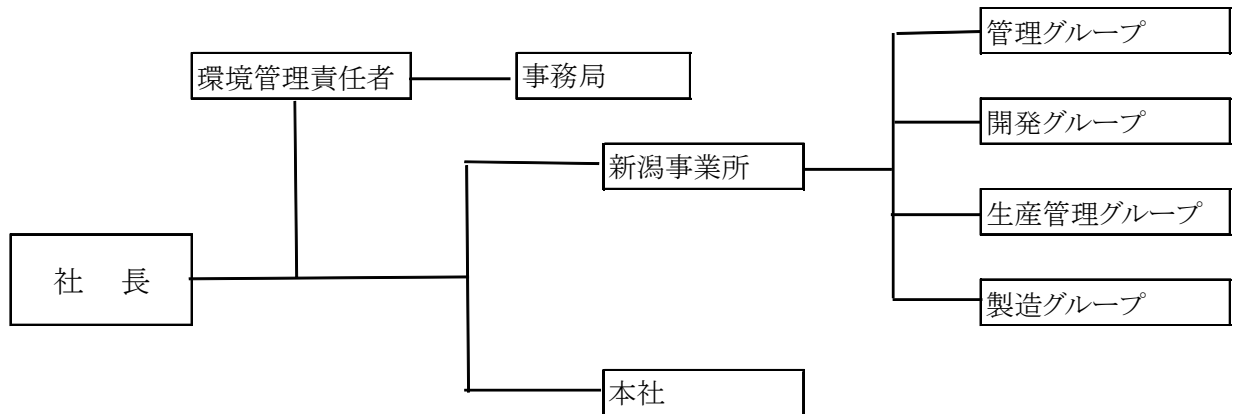 管理グループ
環境管理責任者
事務局
開発グループ
新潟事業所
生産管理グループ
社　長
製造グループ
本社